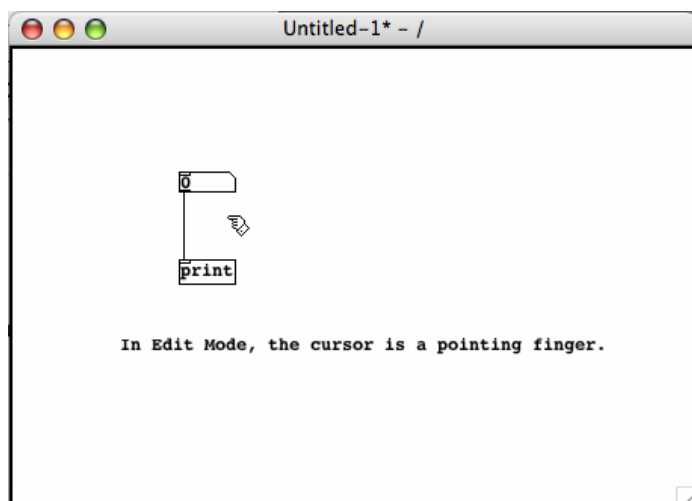 Untitled-1* - /
0
print
In Edit Mode, the cursor is a pointing finger.